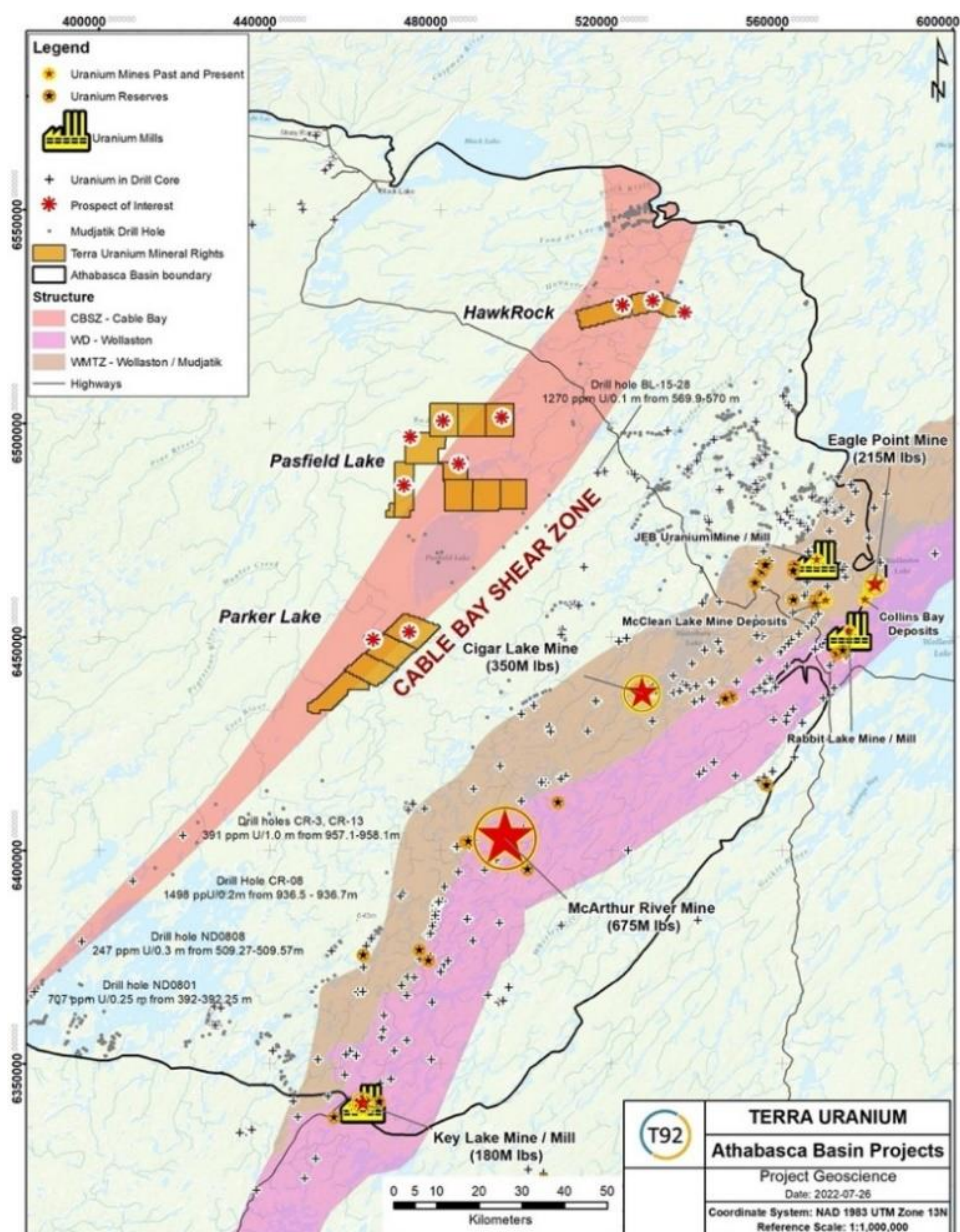 400000 440000 480000 520000 560000 600000
N
Legend
Uranium Mines Past and Present
Uranium Reserves
Uranium Mills
Uranium in Drill Core
Prospect of Interest
Mudjatik Drill Hole
Terra Uranium Mineral Rights
Athabasca Basin boundary
Structure
CBSZ - Cable Bay
WD - Wollaston
WMTZ - Wollaston / Mudjatik
Highways
6550000
6500000
6450000
6400000
6350000
Black Lake
HawkRock
Drill hole BL-15-28
1270 ppm U/0.1 m from 569.9-570 m
Pasfield Lake
Pasfield Lake
Eagle Point Mine
(215M lbs)
JEB Uranium Mine / Mill
Wollaston
Lake
CABLE BAY SHEAR ZONE
Parker Lake
McClean Lake Mine Deposits
Collins Bay
Deposits
Cigar Lake Mine
(350M lbs)
Rabbit Lake Mine / Mill
Drill holes CR-3, CR-13
391 ppm U/1.0 m from 957.1-958.1m
Drill Hole CR-08
1498 ppU/0.2m from 936.5 - 936.7m
McArthur River Mine
(675M lbs)
Drill hole ND0808
247 ppm U/0.3 m from 509.27-509.57m
Drill hole ND0801
707 ppm U/0.25 m from 392-392.25 m
Key Lake Mine / Mill
(180M lbs)
0 5 10 20 30 40 50
Kilometers
T92
TERRA URANIUM
Athabasca Basin Projects
Project Geoscience
Date: 2022-07-26
Coordinate System: NAD 1983 UTM Zone 13N
Reference Scale: 1:1,000,000